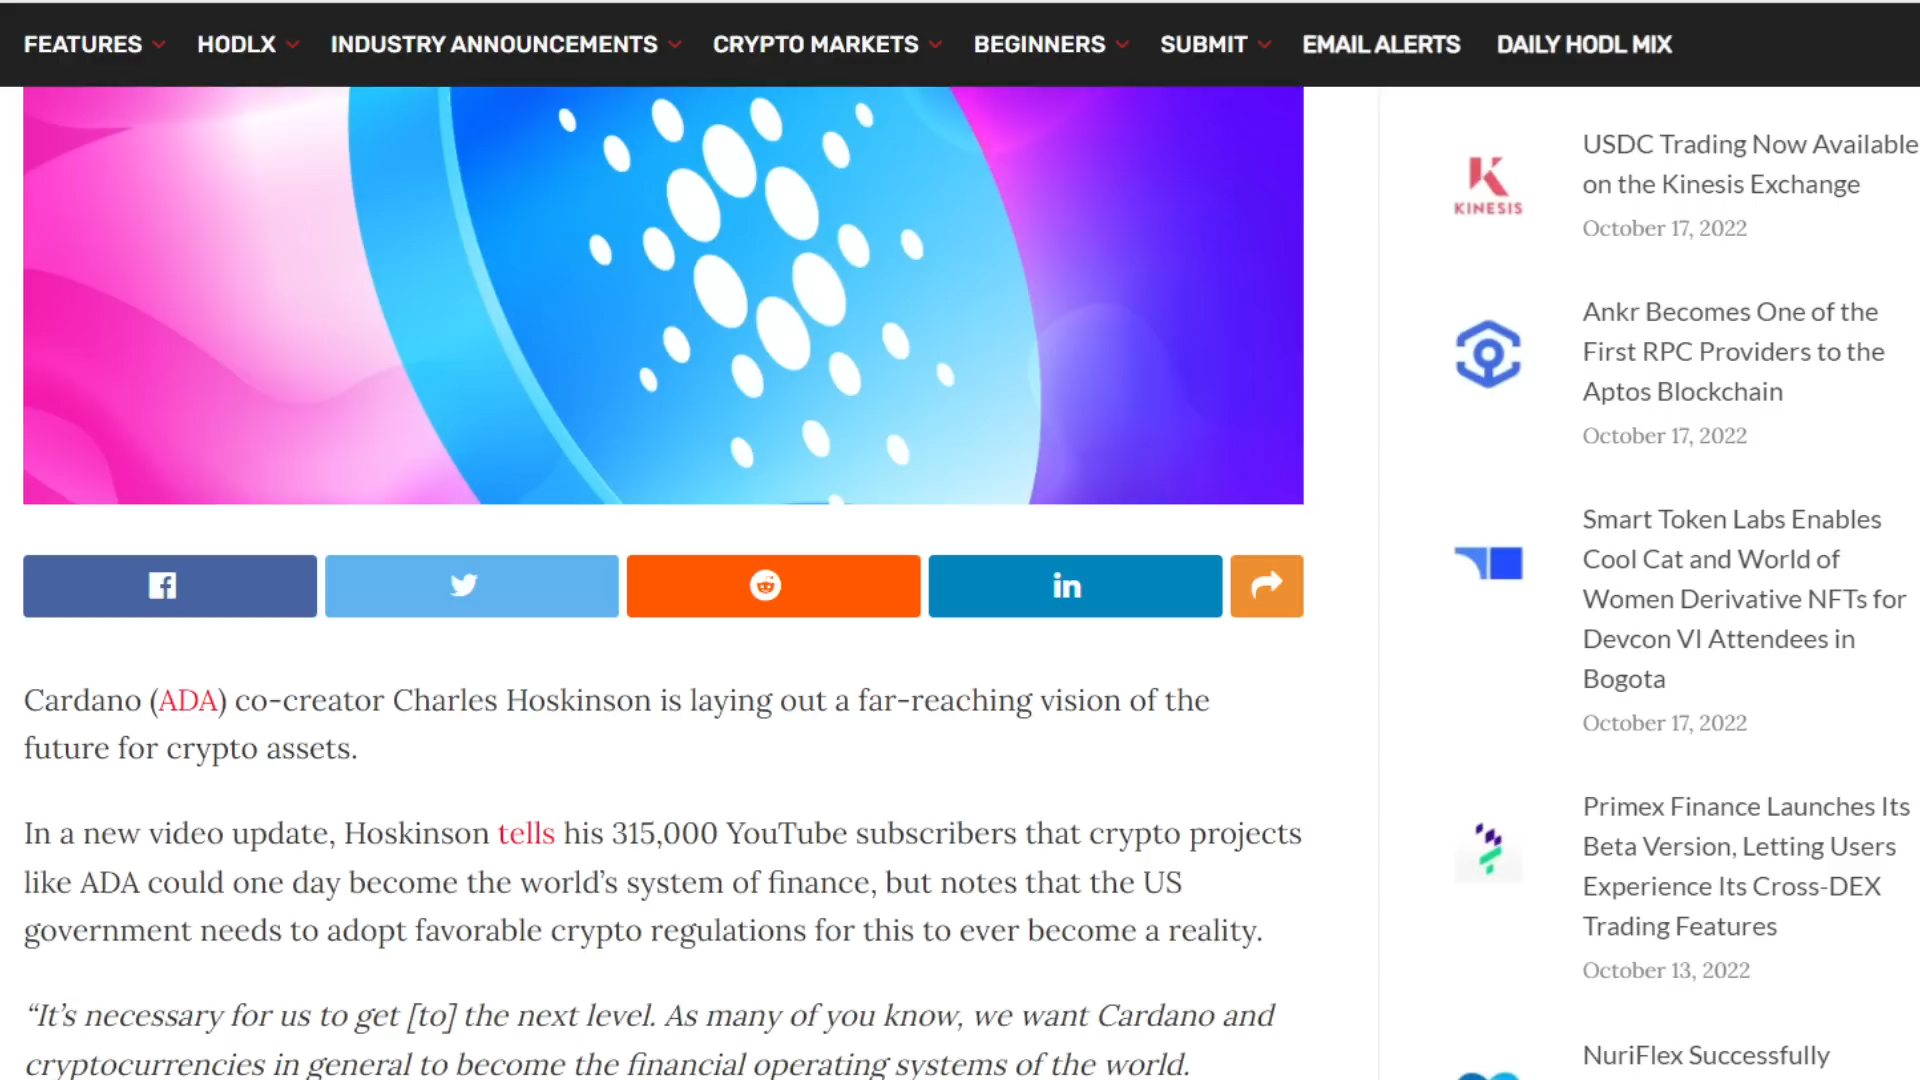 FEATURES HODLX INDUSTRY ANNOUNCEMENTS CRYPTO MARKETS BEGINNERS SUBMIT EMAIL ALERTS DAILY HODL MIX
Cardano (ADA) co-creator Charles Hoskinson is laying out a far-reaching vision of the
future for crypto assets.
In a new video update, Hoskinson tells his 315,000 YouTube subscribers that crypto projects
like ADA could one day become the world’s system of finance, but notes that the US
government needs to adopt favorable crypto regulations for this to ever become a reality.
“It’s necessary for us to get [to] the next level. As many of you know, we want Cardano and
cryptocurrencies in general to become the financial operating systems of the world.
KINESIS
USDC Trading Now Available
on the Kinesis Exchange
October 17, 2022
Ankr Becomes One of the
First RPC Providers to the
Aptos Blockchain
October 17, 2022
Smart Token Labs Enables
Cool Cat and World of
Women Derivative NFTs for
Devcon VI Attendees in
Bogota
October 17, 2022
Primex Finance Launches Its
Beta Version, Letting Users
Experience Its Cross-DEX
Trading Features
October 13, 2022
NuriFlex Successfully